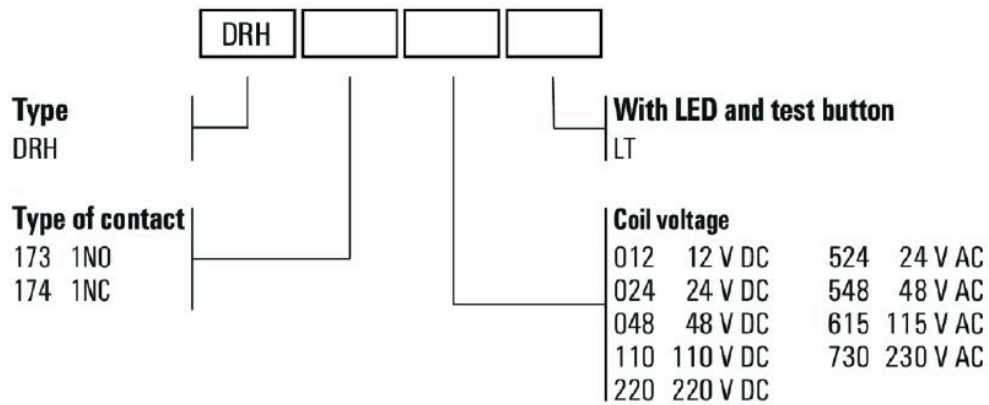 DRH
Type
DRH
With LED and test button
LT
Type of contact
173 1NO
174 1NC
Coil voltage
012 12 V DC 524 24 V AC
024 24 V DC 548 48 V AC
048 48 V DC 615 115 V AC
110 110 V DC 730 230 V AC
220 220 V DC